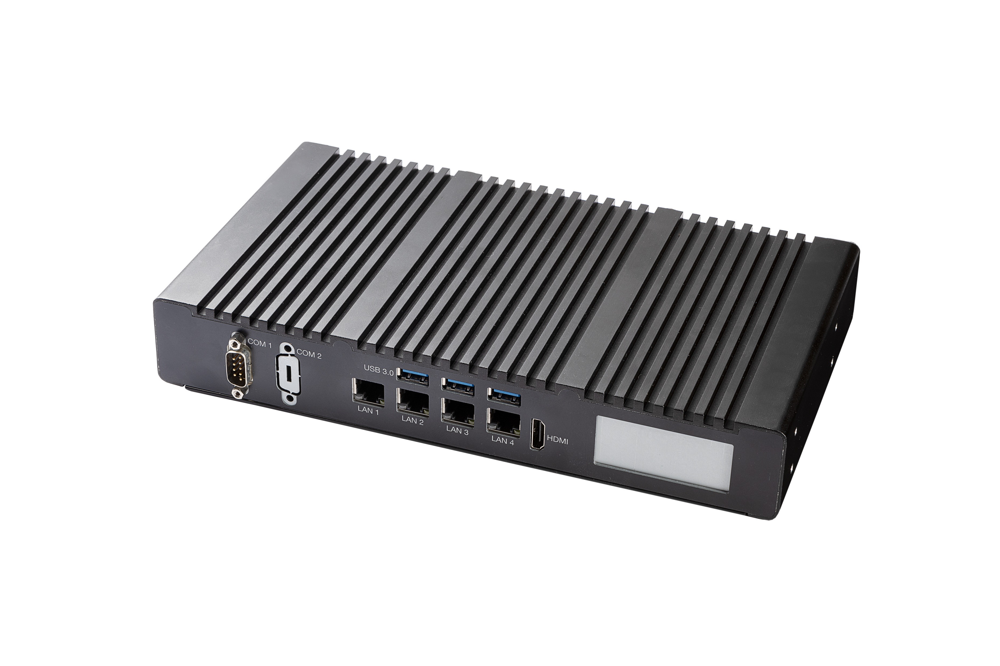 COM 1
COM 2
USB 3.0
LAN 1
LAN 2
LAN 3
LAN 4
HDMI